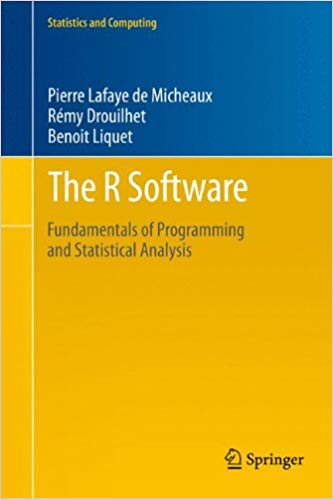 Statistics and Computing
Pierre Lafaye de Micheaux
Rémy Drouilhet
Benoit Liquet
The R Software
Fundamentals of Programming
and Statistical Analysis
Springer